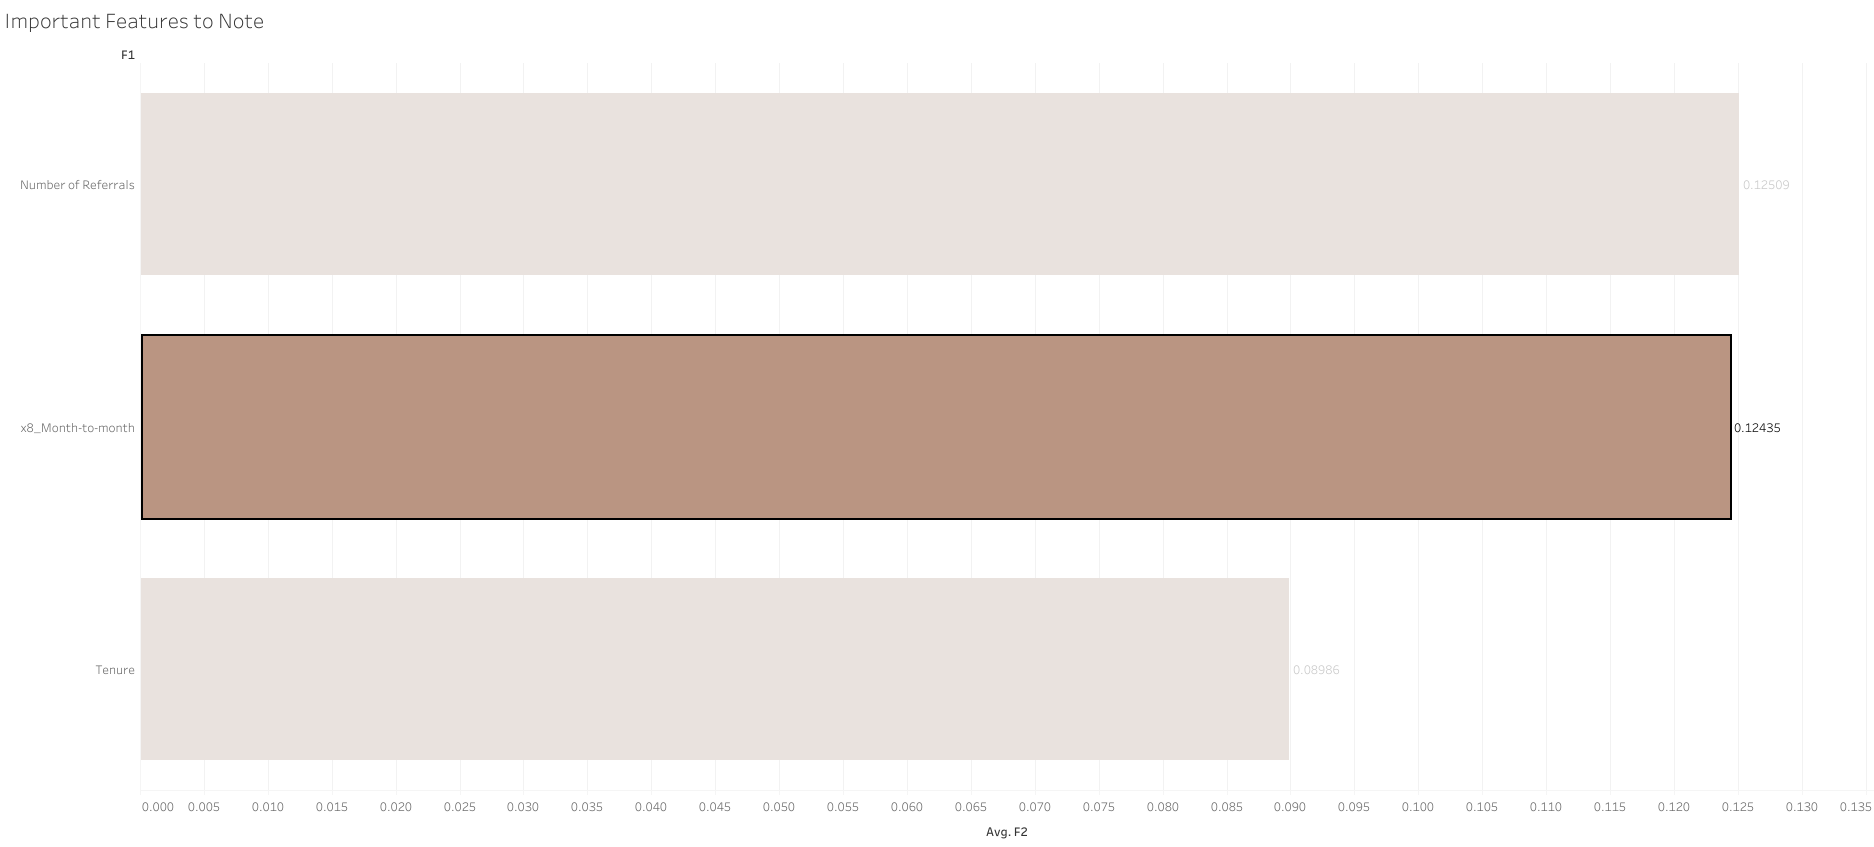 Important Features to Note
F1
Number of Referrals
0.12509
x8_Month-to-month
0.12435
Tenure
0.08986
0.000 0.005 0.010 0.015 0.020 0.025 0.030 0.035 0.040 0.045 0.050 0.055 0.060 0.065 0.070 0.075 0.080 0.085 0.090 0.095 0.100 0.105 0.110 0.115 0.120 0.125 0.130 0.135
Avg. F2